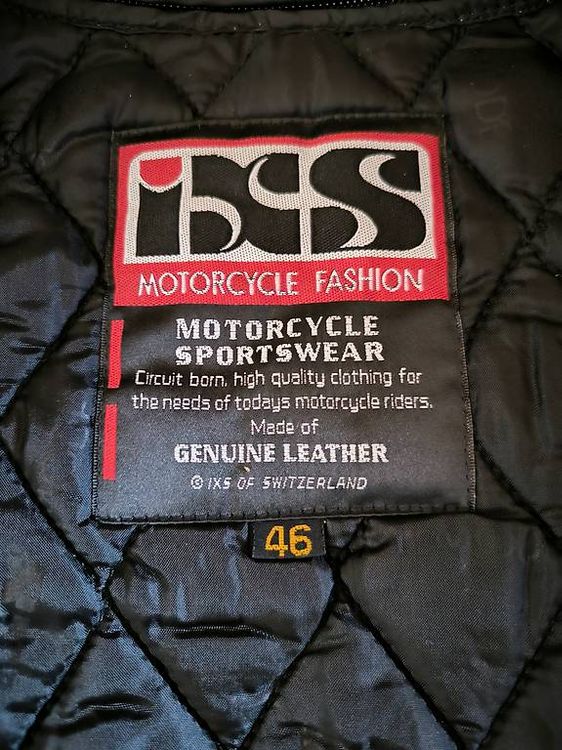 ixs
MOTORCYCLE FASHION
MOTORCYCLE
SPORTSWEAR
Circuit born, high quality clothing for
the needs of todays motorcycle riders.
Made of
GENUINE LEATHER
© IXS OF SWITZERLAND
46